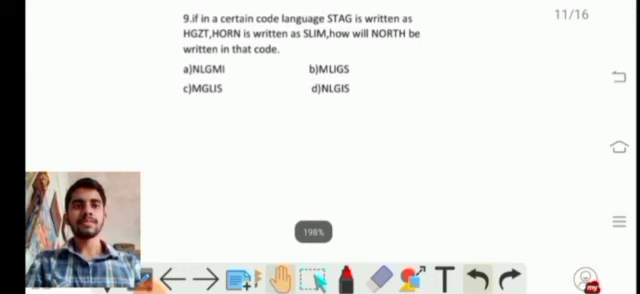 9.if in a certain code language STAG is written as
11/16
HGZT,HORN is written as SLIM,how will NORTH be
written in that code.
a)NLGMI b)MLIGS
c)MGLIS d)NLGIS
198%
T
my